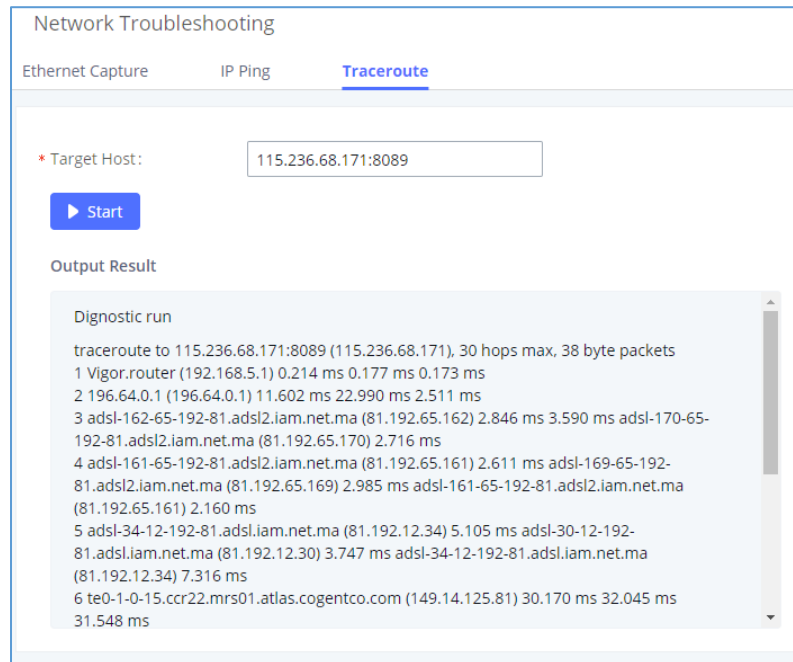 Network Troubleshooting
Ethernet Capture IP Ping Traceroute
* Target Host: 115.236.68.171:8089
Start
Output Result
Dignostic run
traceroute to 115.236.68.171:8089 (115.236.68.171), 30 hops max, 38 byte packets
1 Vigor.router (192.168.5.1) 0.214 ms 0.177 ms 0.173 ms
2 196.64.0.1 (196.64.0.1) 11.602 ms 22.990 ms 2.511 ms
3 adsl-162-65-192-81.adsl2.iam.net.ma (81.192.65.162) 2.846 ms 3.590 ms adsl-170-65-
192-81.adsl2.iam.net.ma (81.192.65.170) 2.716 ms
4 adsl-161-65-192-81.adsl2.iam.net.ma (81.192.65.161) 2.611 ms adsl-169-65-192-
81.adsl2.iam.net.ma (81.192.65.169) 2.985 ms adsl-161-65-192-81.adsl2.iam.net.ma
(81.192.65.161) 2.160 ms
5 adsl-34-12-192-81.adsl.iam.net.ma (81.192.12.34) 5.105 ms adsl-30-12-192-
81.adsl.iam.net.ma (81.192.12.30) 3.747 ms adsl-34-12-192-81.adsl.iam.net.ma
(81.192.12.34) 7.316 ms
6 te0-1-0-15.ccr22.mrs01.atlas.cogentco.com (149.14.125.81) 30.170 ms 32.045 ms
31.548 ms